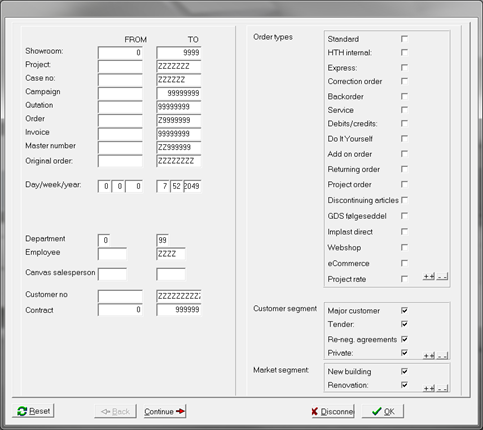 FROM TO
Showroom: 0 9999
Project: ZZZZZZZ
Case no: ZZZZZZ
Campaign 99999999
Qutation 99999999
Order Z9999999
Invoice 99999999
Master number ZZ999999
Original order: ZZZZZZZZ
Day/week/year: 0 0 0 7 52 2049
Department 0 99
Employee ZZZZ
Canvas salesperson
Customer no ZZZZZZZZZZ
Contract 0 999999
Order types
Standard
HTH internal:
Express:
Correction order
Backorder
Service
Debits/credits:
Do It Yourself
Add on order
Returning order
Project order
Discontinuing articles
GDS følgeseddel
Implast direct
Webshop
eCommerce
Project rate
++ --
Customer segment
Major customer
Tender:
Re-neg. agreements
Private:
++ --
Market segment:
New building
Renovation:
++ --
Reset Back Continue Disconne OK